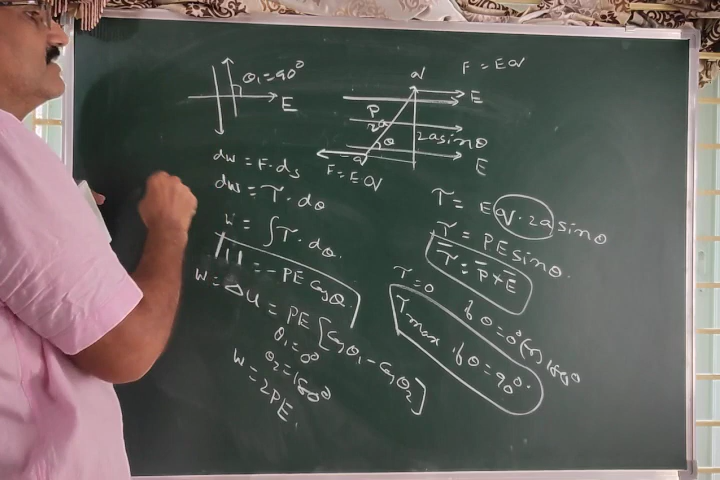 θ₁=90°
E
q
F = Eq
E
P
2a
θ
2a sinθ
-q
F=Eq
E
dw = F·ds
dw = τ·dθ
W = ∫τ·dθ
U = -PE cosθ
W = ΔU = PE[cosθ₁ - cosθ₂]
θ₁=0°
θ₂=180°
W = 2PE
τ = Eq·2a sinθ
τ = PE sinθ
τ̅ = P̅ × E̅
τ=0 if θ=0° (or) 180°
τmax if θ=90°